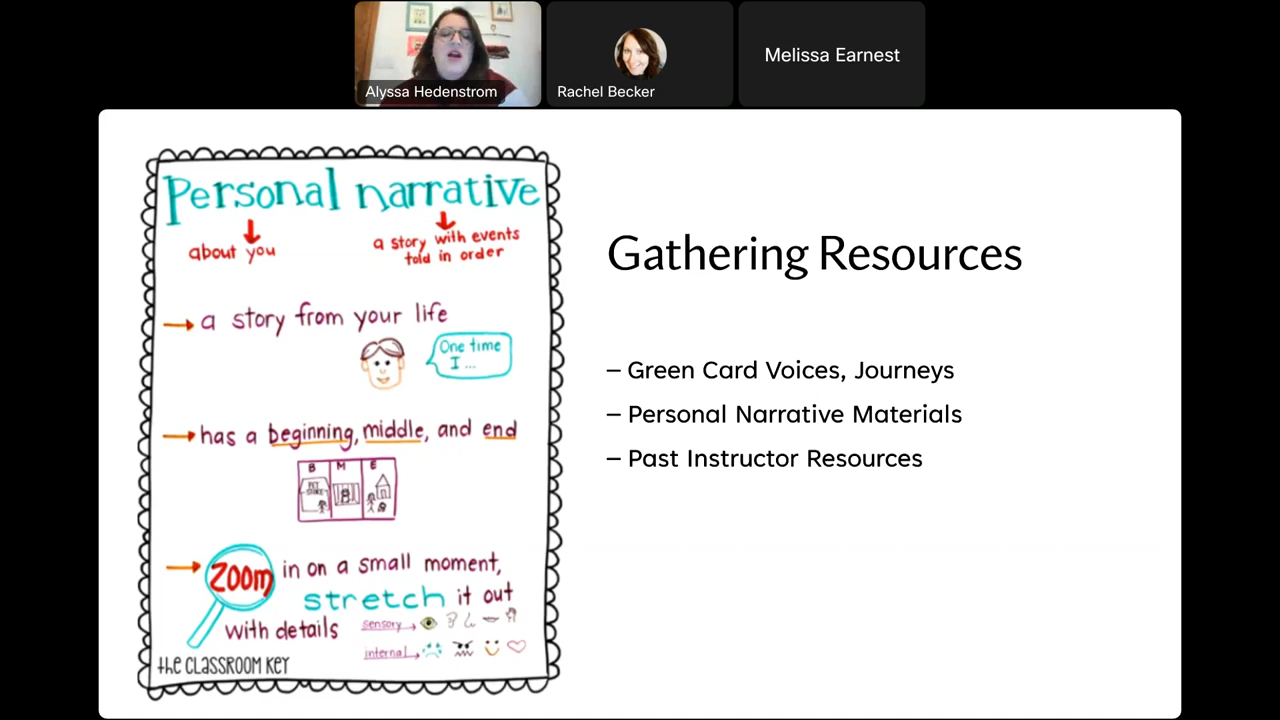 Alyssa Hedenstrom
Rachel Becker
Melissa Earnest
Personal narrative
about you
a story with events
told in order
a story from your life
One time
I ...
has a beginning, middle, and end
B M E
PET
STORE
ZOOM in on a small moment,
stretch it out
with details
sensory
internal
the CLASSROOM KEY
Gathering Resources
– Green Card Voices, Journeys
– Personal Narrative Materials
– Past Instructor Resources